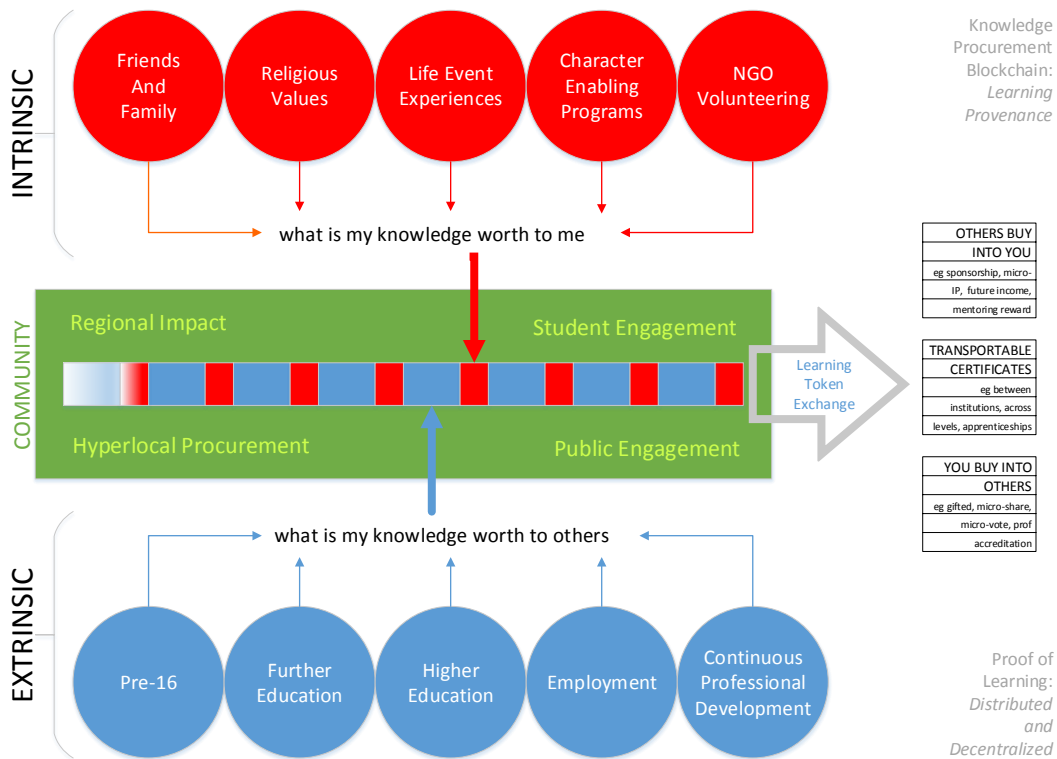 INTRINSIC
Friends
And
Family
Religious
Values
Life Event
Experiences
Character
Enabling
Programs
NGO
Volunteering
Knowledge
Procurement
Blockchain:
Learning
Provenance
what is my knowledge worth to me
COMMUNITY
Regional Impact
Student Engagement
Hyperlocal Procurement
Public Engagement
Learning
Token
Exchange
OTHERS BUY
INTO YOU
eg sponsorship, micro-
IP, future income,
mentoring reward
TRANSPORTABLE
CERTIFICATES
eg between
institutions, across
levels, apprenticeships
YOU BUY INTO
OTHERS
eg gifted, micro-share,
micro-vote, prof
accreditation
what is my knowledge worth to others
EXTRINSIC
Pre-16
Further
Education
Higher
Education
Employment
Continuous
Professional
Development
Proof of
Learning:
Distributed
and
Decentralized